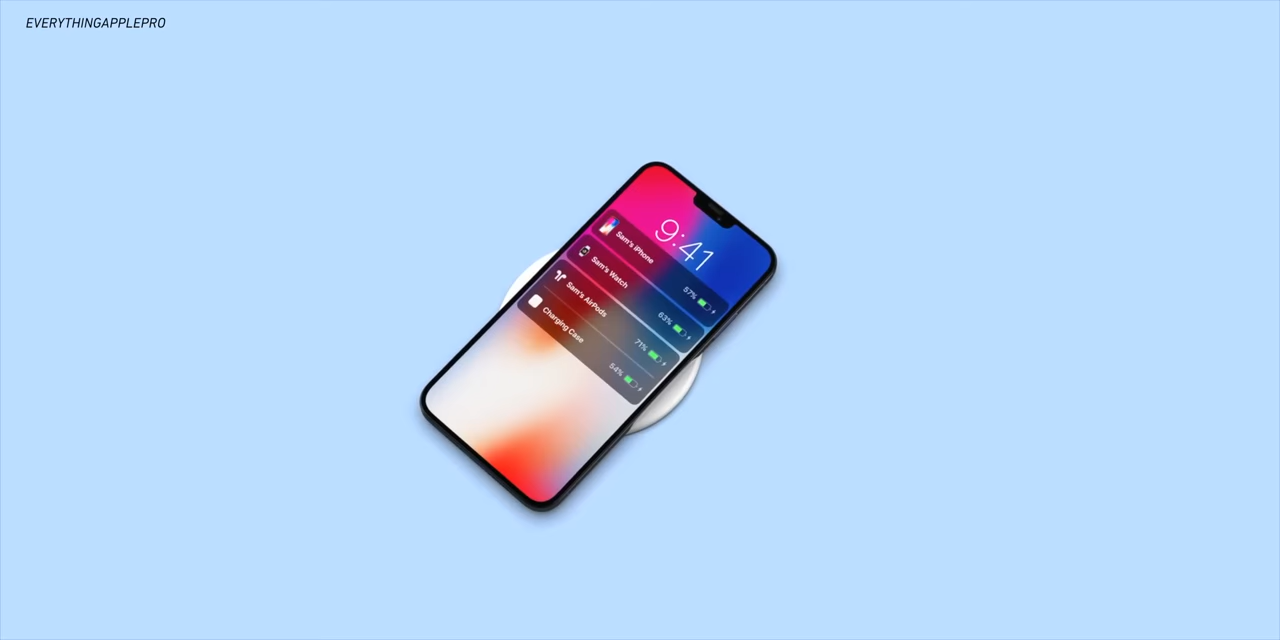 EVERYTHINGAPPLEPRO
9:41
Sam's iPhone 57%
Sam's Watch 63%
Sam's AirPods 71%
Charging Case 54%